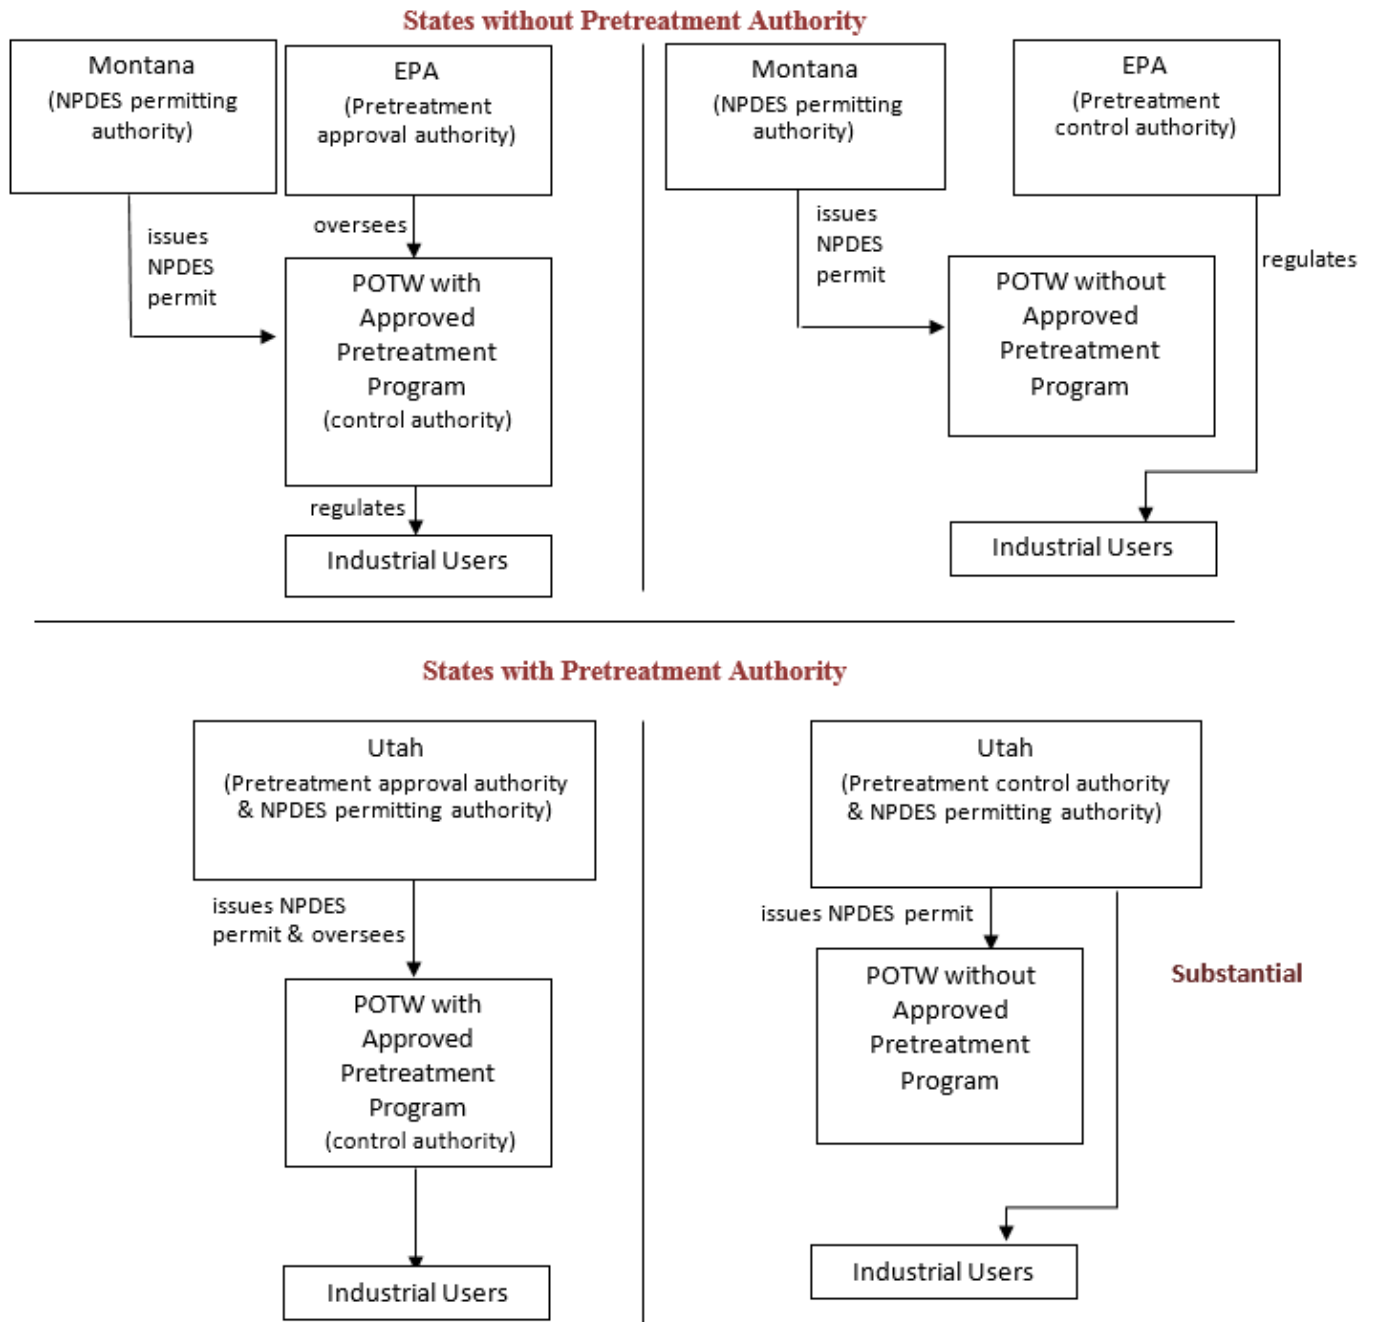 States without Pretreatment Authority
Montana
(NPDES permitting
authority)
EPA
(Pretreatment
approval authority)
issues
NPDES
permit
oversees
POTW with
Approved
Pretreatment
Program
(control authority)
regulates
Industrial Users
Montana
(NPDES permitting
authority)
EPA
(Pretreatment
control authority)
issues
NPDES
permit
regulates
POTW without
Approved
Pretreatment
Program
Industrial Users
States with Pretreatment Authority
Utah
(Pretreatment approval authority
& NPDES permitting authority)
issues NPDES
permit & oversees
POTW with
Approved
Pretreatment
Program
(control authority)
Industrial Users
Utah
(Pretreatment control authority
& NPDES permitting authority)
issues NPDES permit
POTW without
Approved
Pretreatment
Program
Substantial
Industrial Users